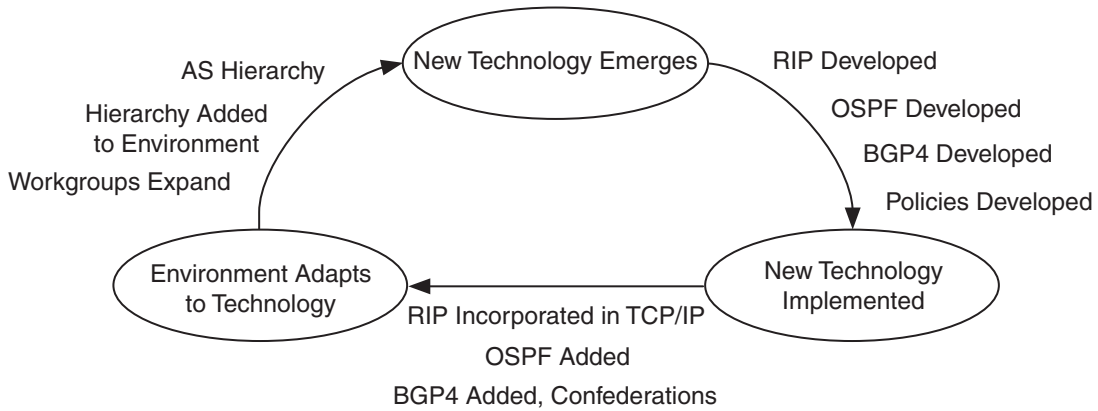 New Technology Emerges
RIP Developed
OSPF Developed
BGP4 Developed
Policies Developed
New Technology
Implemented
RIP Incorporated in TCP/IP
OSPF Added
BGP4 Added, Confederations
Environment Adapts
to Technology
AS Hierarchy
Hierarchy Added
to Environment
Workgroups Expand